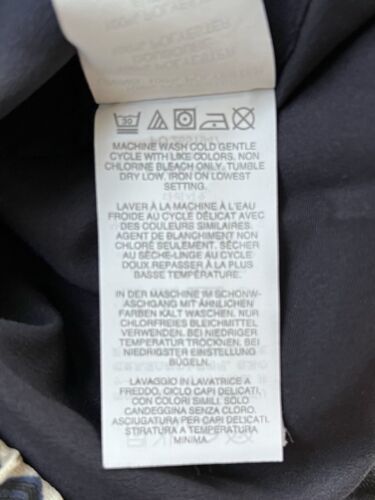 100% POLYESTER
30
MACHINE WASH COLD GENTLE
CYCLE WITH LIKE COLORS. NON
CHLORINE BLEACH ONLY. TUMBLE
DRY LOW. IRON ON LOWEST
SETTING.
LAVER À LA MACHINE À L'EAU
FROIDE AU CYCLE DÉLICAT AVEC
DES COULEURS SIMILAIRES.
AGENT DE BLANCHIMENT NON
CHLORÉ SEULEMENT. SÉCHER
AU SÈCHE-LINGE AU CYCLE
DOUX REPASSER À LA PLUS
BASSE TEMPÉRATURE.
IN DER MASCHINE IM SCHONW-
ASCHGANG MIT ÄHNLICHEN
FARBEN KALT WASCHEN. NUR
CHLORFREIES BLEICHMITTEL
VERWENDEN. BEI NIEDRIGER
TEMPERATUR TROCKNEN. BEI
NIEDRIGSTER EINSTELLUNG
BÜGELN.
LAVAGGIO IN LAVATRICE A
FREDDO, CICLO CAPI DELICATI,
CON COLORI SIMILI. SOLO
CANDEGGINA SENZA CLORO.
ASCIUGATURA PER CAPI DELICATI.
STIRATURA A TEMPERATURA
MINIMA.